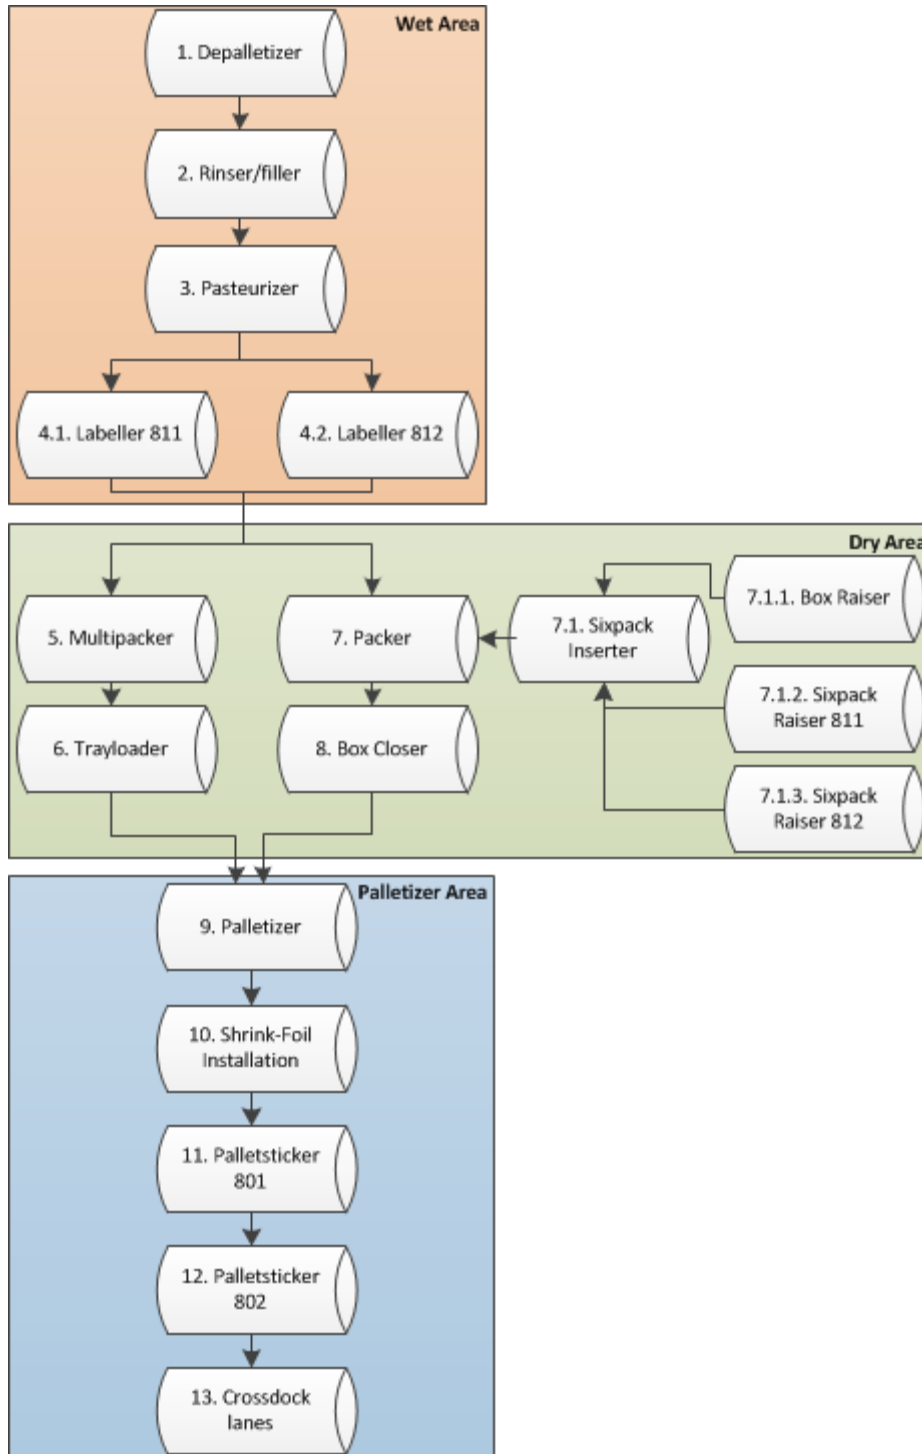 Wet Area
1. Depalletizer
2. Rinser/filler
3. Pasteurizer
4.1. Labeller 811
4.2. Labeller 812
Dry Area
5. Multipacker
7. Packer
7.1. Sixpack
Inserter
7.1.1. Box Raiser
6. Trayloader
8. Box Closer
7.1.2. Sixpack
Raiser 811
7.1.3. Sixpack
Raiser 812
Palletizer Area
9. Palletizer
10. Shrink-Foil
Installation
11. Palletsticker
801
12. Palletsticker
802
13. Crossdock
lanes